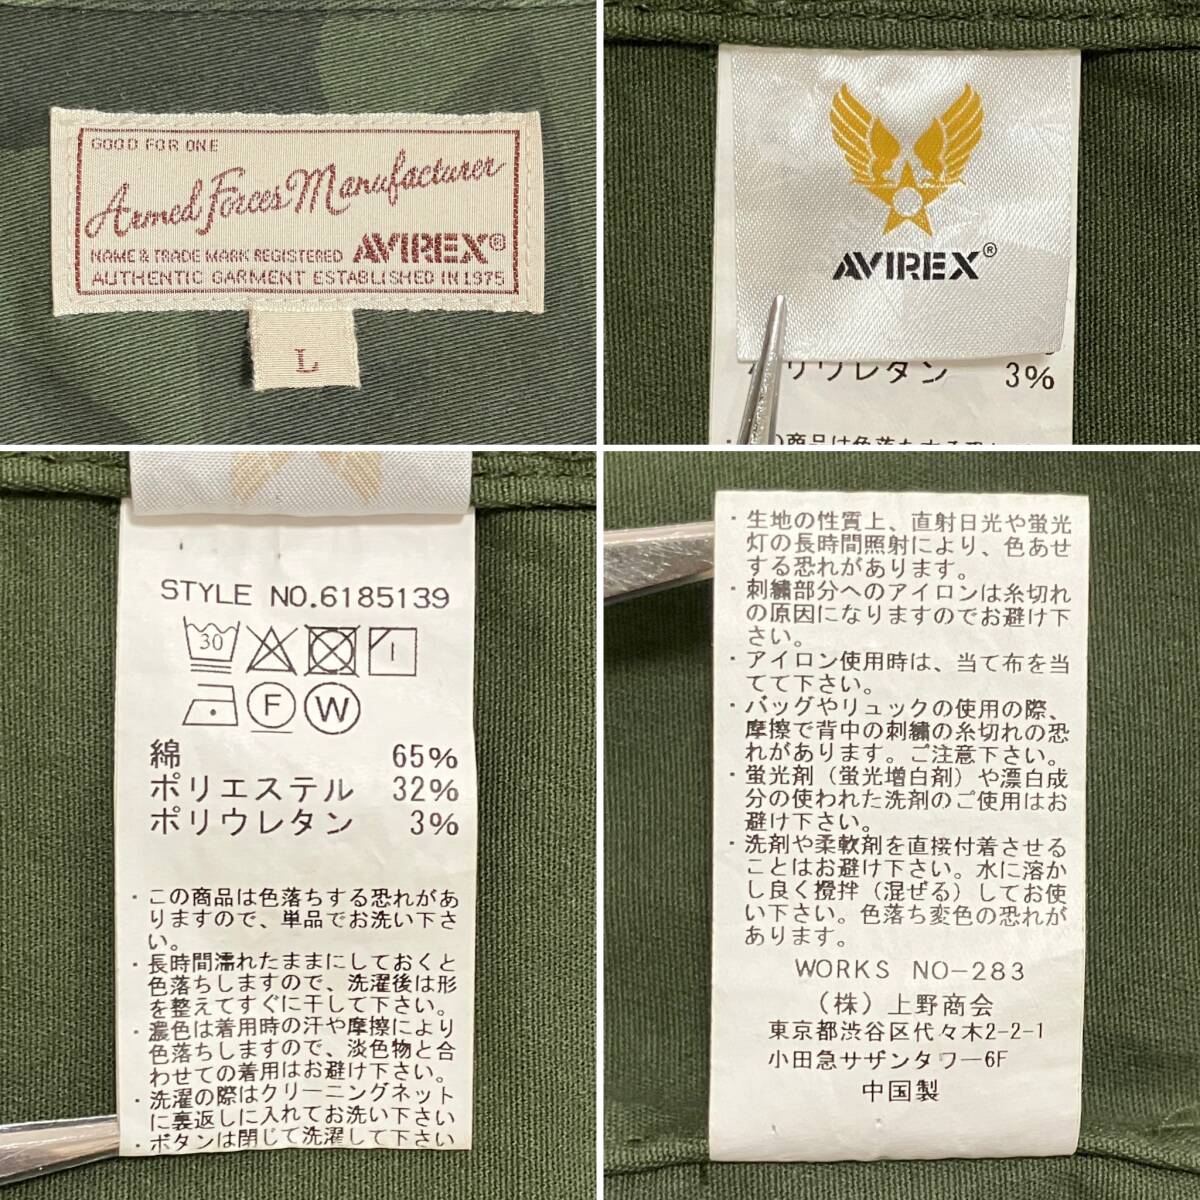 GOOD FOR ONE
Armed Forces Manufacturer
NAME & TRADE MARK REGISTERED AVIREX®
AUTHENTIC GARMENT ESTABLISHED IN 1975
L
AVIREX®
ポリウレタン 3%
この商品は色落ちする恐れ
STYLE NO.6185139
30
F W
綿 65%
ポリエステル 32%
ポリウレタン 3%
・この商品は色落ちする恐れがあ
りますので、単品でお洗い下さ
い。
・長時間濡れたままにしておくと
色落ちしますので、洗濯後は形
を整えてすぐに干して下さい。
・濃色は着用時の汗や摩擦により
色落ちしますので、淡色物と合
わせての着用はお避け下さい。
・洗濯の際はクリーニングネット
に裏返しに入れてお洗い下さい
・ボタンは閉じて洗濯して下さい
・生地の性質上、直射日光や蛍光
灯の長時間照射により、色あせ
する恐れがあります。
・刺繍部分へのアイロンは糸切れ
の原因になりますのでお避け下
さい。
・アイロン使用時は、当て布を当
てて下さい。
・バッグやリュックの使用の際、
摩擦で背中の刺繍の糸切れの恐
れがあります。ご注意下さい。
・蛍光剤（蛍光増白剤）や漂白成
分の使われた洗剤のご使用はお
避け下さい。
・洗剤や柔軟剤を直接付着させる
ことはお避け下さい。水に溶か
し良く攪拌（混ぜる）してお使
い下さい。色落ち変色の恐れが
あります。
WORKS NO-283
（株）上野商会
東京都渋谷区代々木2-2-1
小田急サザンタワー6F
中国製